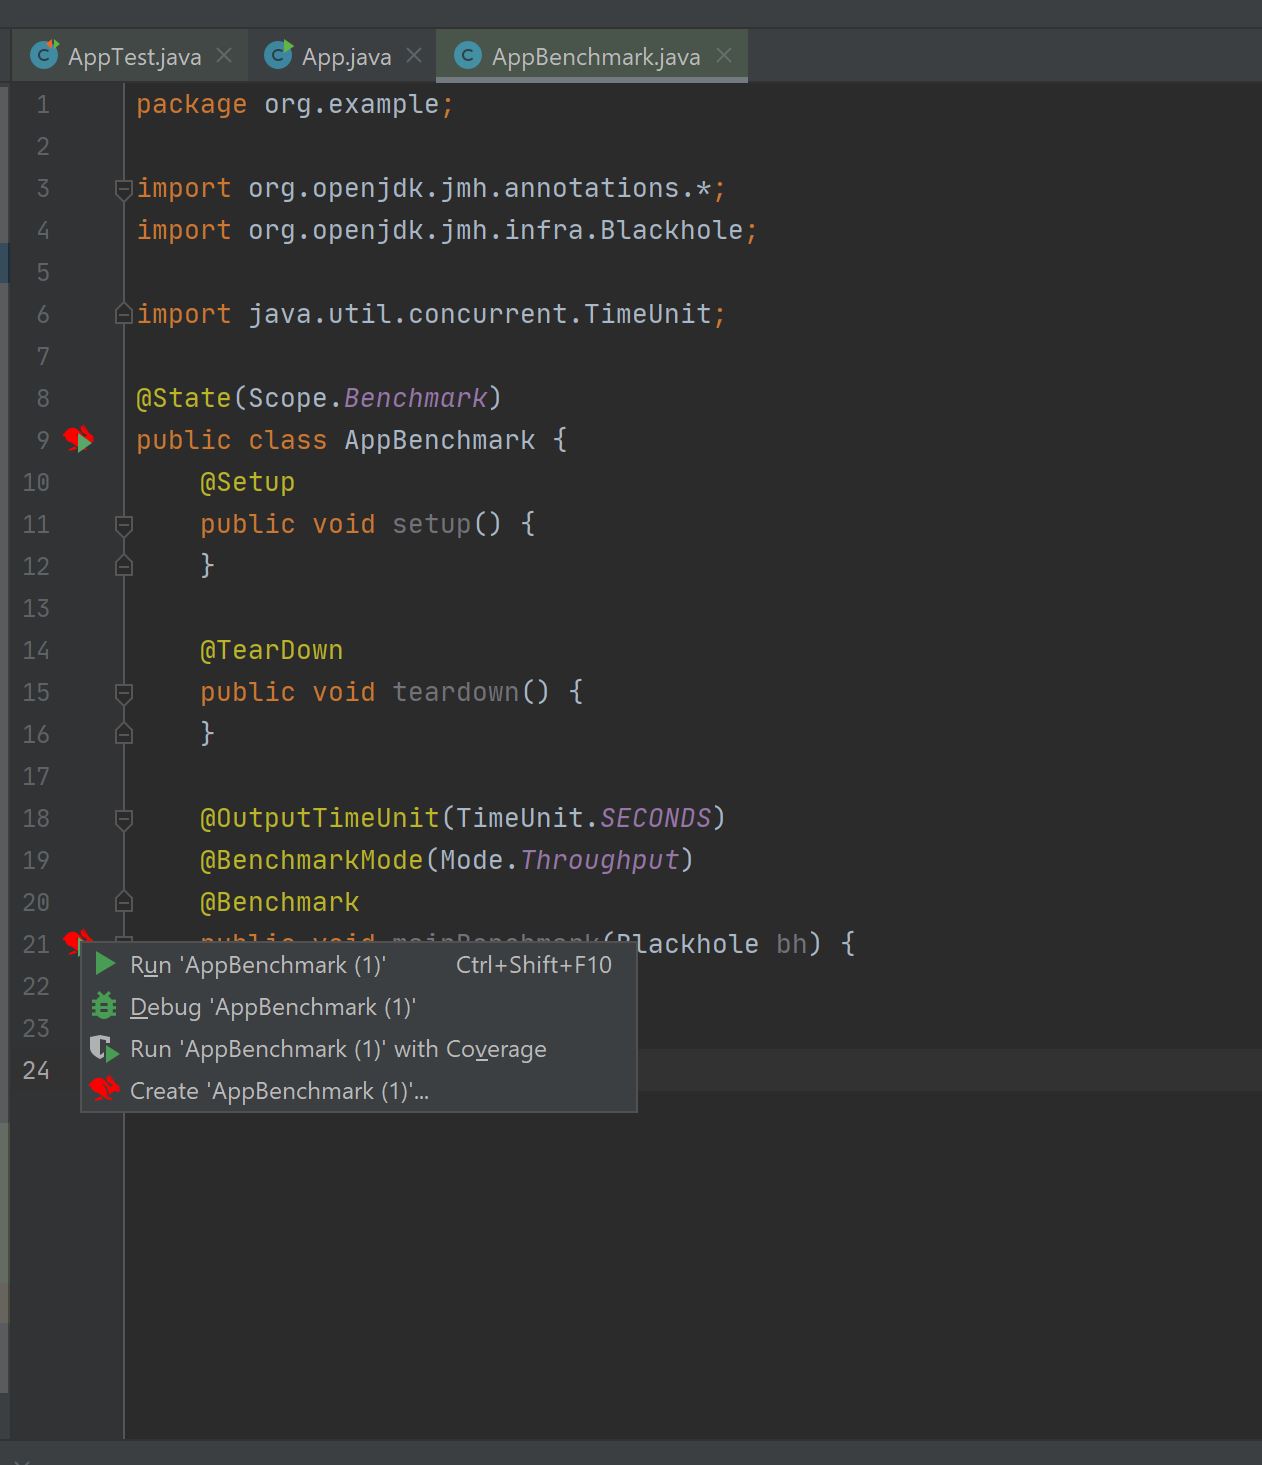 AppTest.java App.java AppBenchmark.java
1 package org.example;
2
3 import org.openjdk.jmh.annotations.*;
4 import org.openjdk.jmh.infra.Blackhole;
5
6 import java.util.concurrent.TimeUnit;
7
8 @State(Scope.Benchmark)
9 public class AppBenchmark {
10 @Setup
11 public void setup() {
12 }
13
14 @TearDown
15 public void teardown() {
16 }
17
18 @OutputTimeUnit(TimeUnit.SECONDS)
19 @BenchmarkMode(Mode.Throughput)
20 @Benchmark
21 public void mainBenchmark(Blackhole bh) {
22
23
24
Run 'AppBenchmark (1)' Ctrl+Shift+F10
Debug 'AppBenchmark (1)'
Run 'AppBenchmark (1)' with Coverage
Create 'AppBenchmark (1)'...